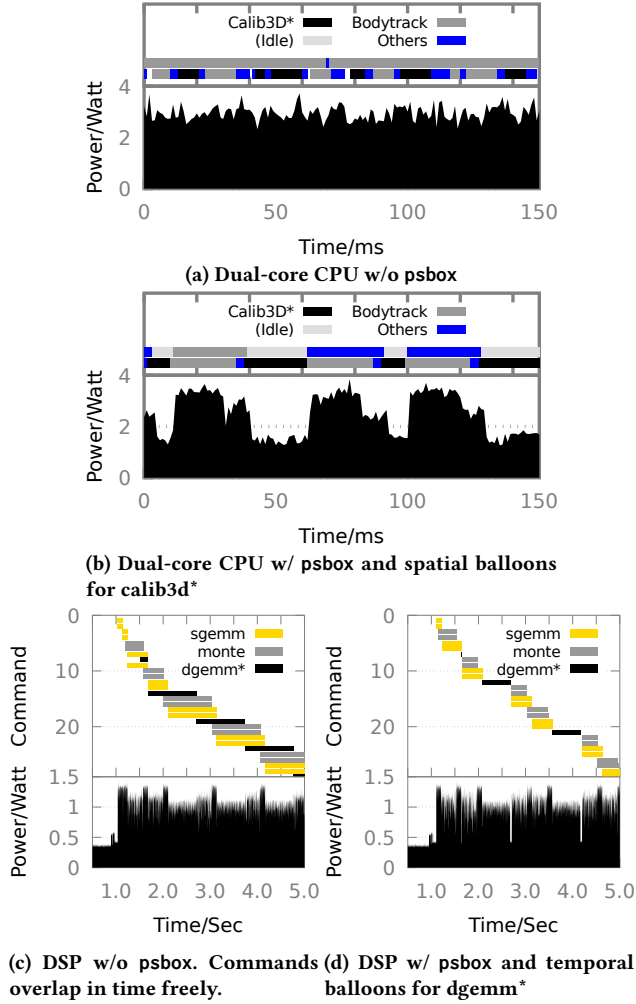 Calib3D* Bodytrack
(Idle) Others
4
2
0
Power/Watt
0 50 100 150
Time/ms
(a) Dual-core CPU w/o psbox
Calib3D* Bodytrack
(Idle) Others
4
2
0
Power/Watt
0 50 100 150
Time/ms
(b) Dual-core CPU w/ psbox and spatial balloons
for calib3d*
0
10
20
Command
sgemm
monte
dgemm*
1.5
1
0.5
0
Power/Watt
1.0 2.0 3.0 4.0 5.0
Time/Sec
(c) DSP w/o psbox. Commands
overlap in time freely.
0
10
20
Command
sgemm
monte
dgemm*
1.5
1
0.5
0
Power/Watt
1.0 2.0 3.0 4.0 5.0
Time/Sec
(d) DSP w/ psbox and temporal
balloons for dgemm*